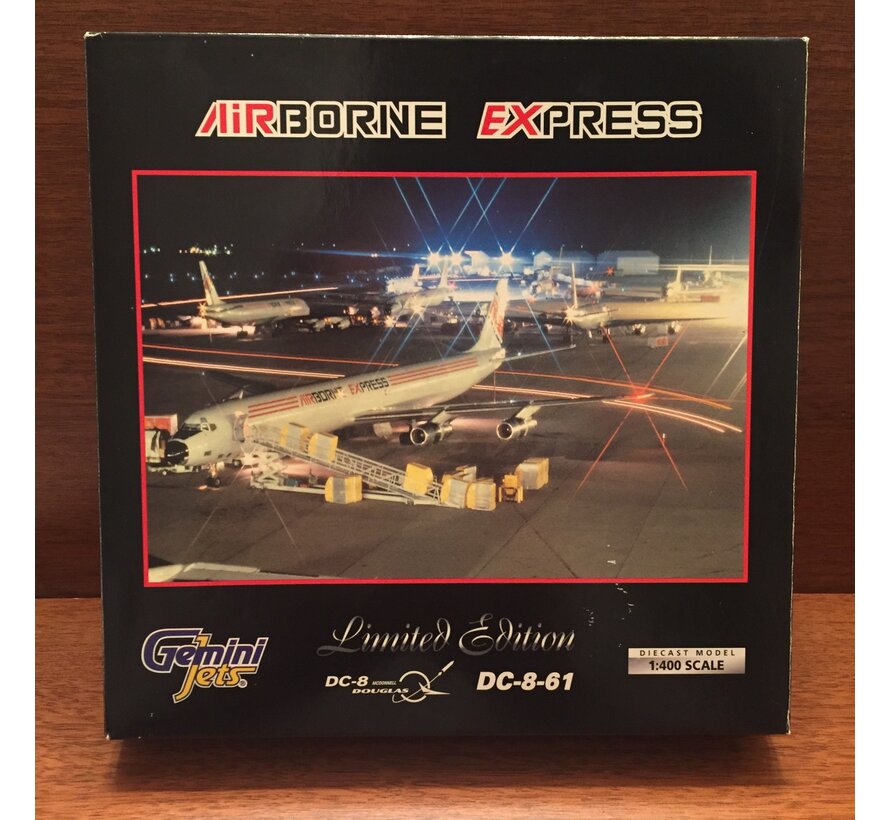 AiRBORNE EXPRESS
AiRBORNE EXPRESS
Gemini Jets®
Limited Edition
DC-8 MCDONNELL DOUGLAS DC-8-61
DIECAST MODEL
1:400 SCALE